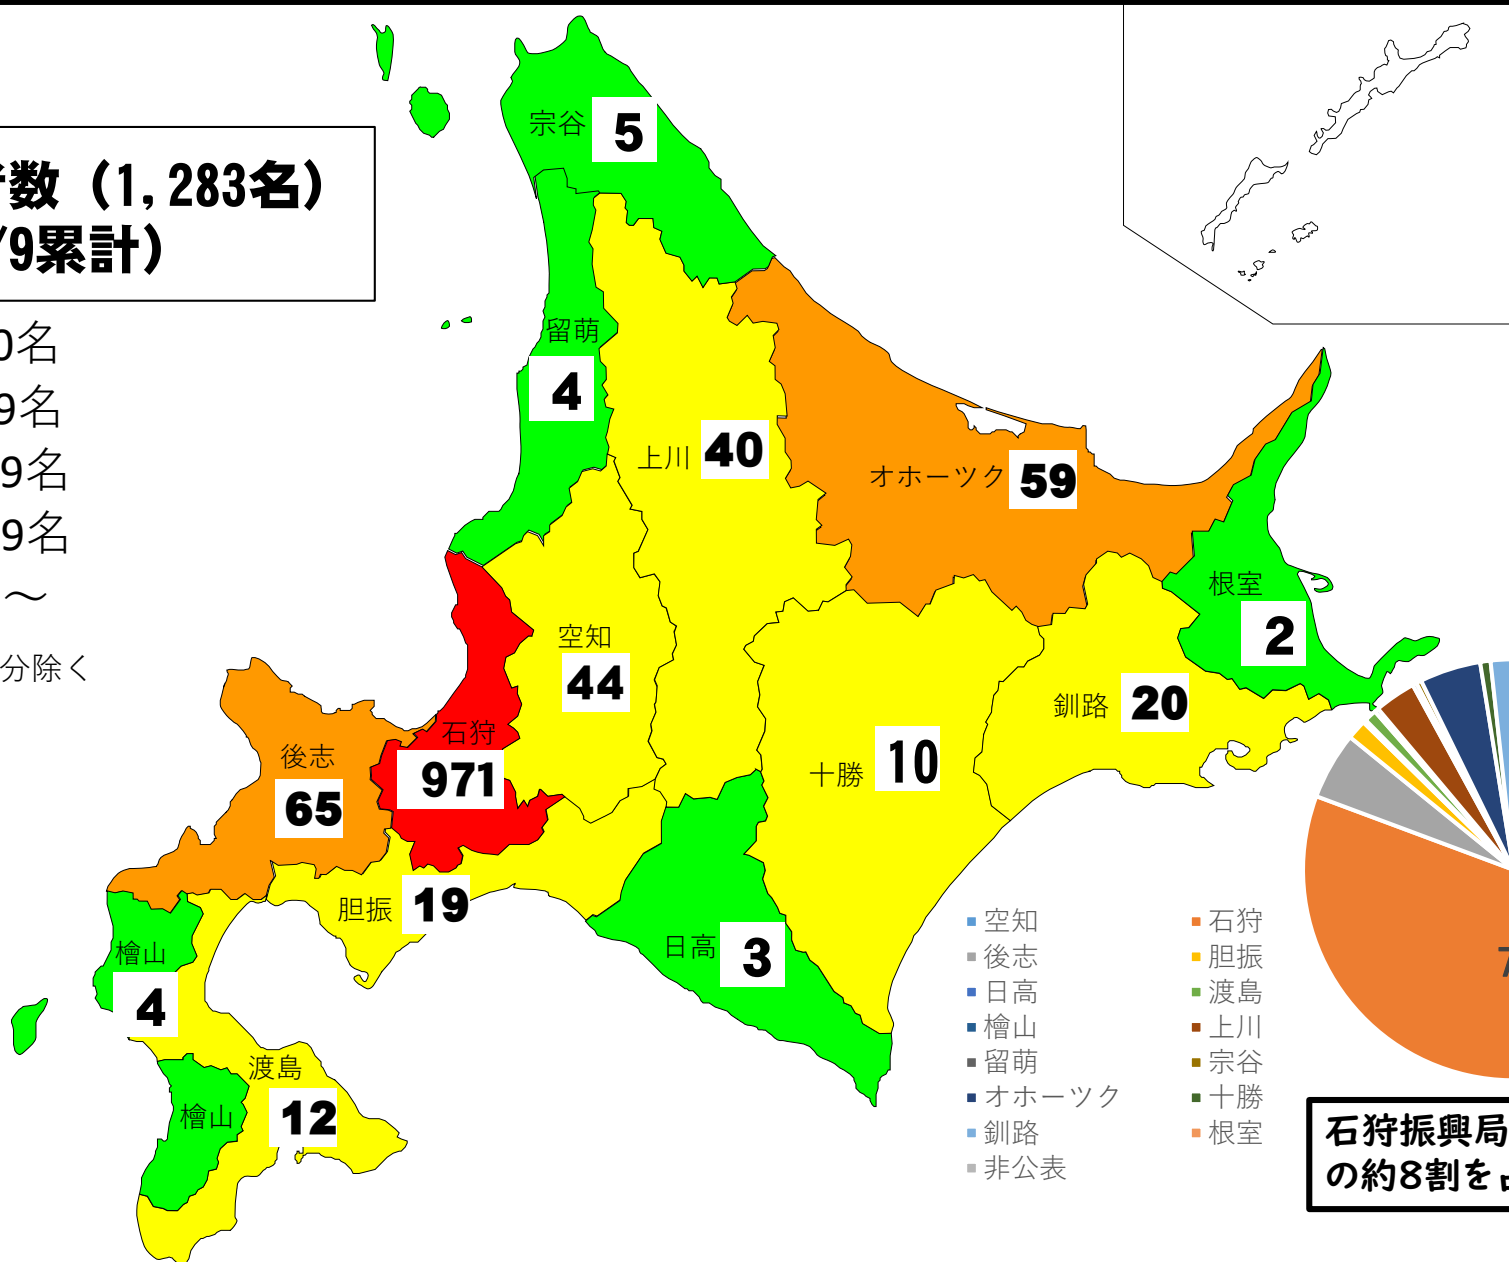 者数（1,283名）
/9累計）
0名
9名
9名
9名
～
分除く
宗谷
5
留萌
4
上川
40
オホーツク
59
根室
2
空知
44
釧路
20
石狩
971
後志
65
十勝
10
胆振
19
日高
3
檜山
4
渡島
12
檜山
空知
石狩
後志
胆振
日高
渡島
檜山
上川
留萌
宗谷
オホーツク
十勝
釧路
根室
非公表
7
石狩振興局
の約8割を占